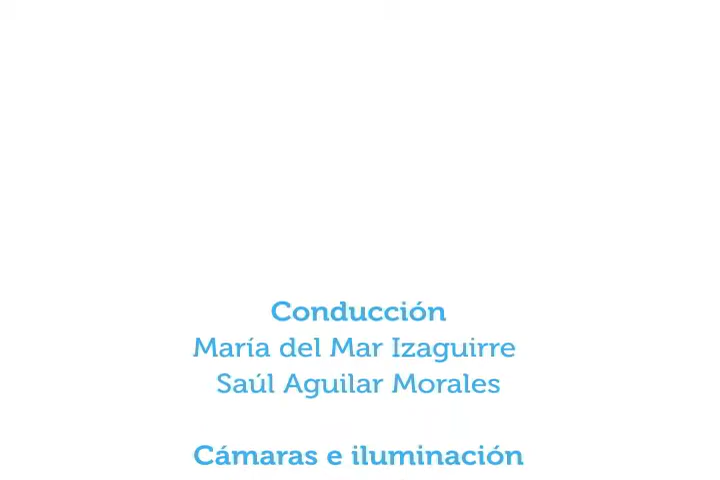 Conducción
María del Mar Izaguirre
Saúl Aguilar Morales
Cámaras e iluminación